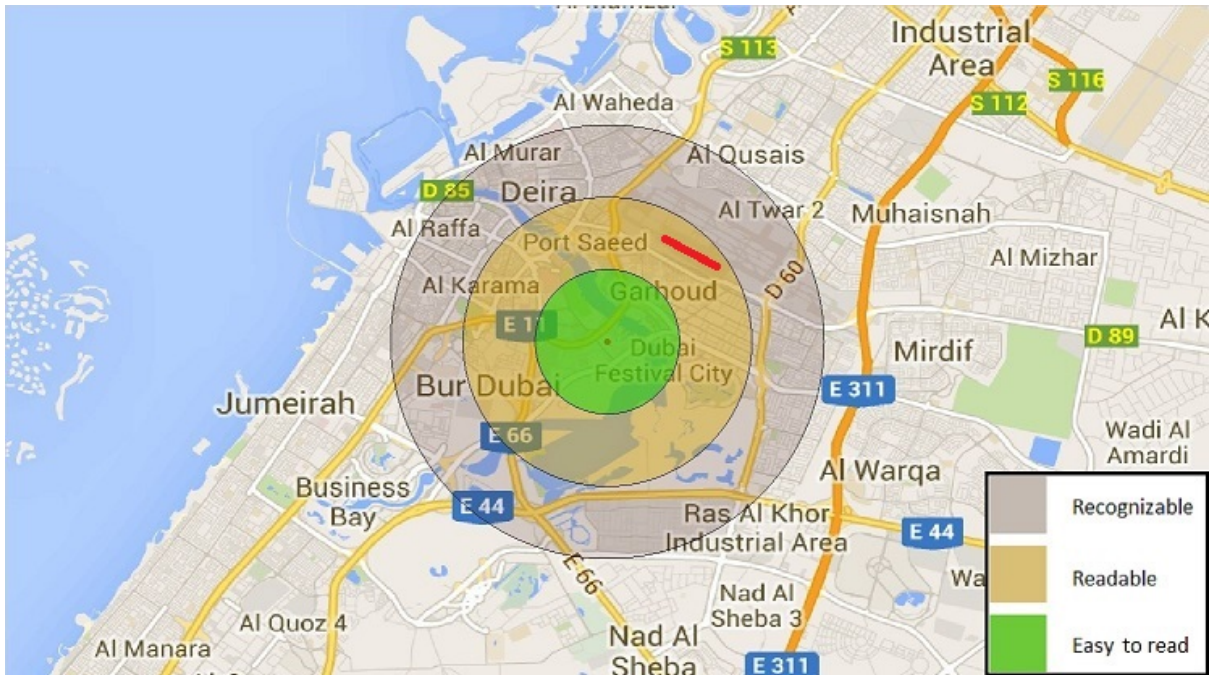 Al Mamzar
Industrial
Area
S 113
S 116
S 112
Al Waheda
Al Murar
Al Qusais
D 85
Deira
Al Twar 2
Muhaisnah
Al Raffa
Port Saeed
Al Mizhar
Al Karama
Garhoud
D 60
E 11
Al K
D 89
Dubai
Festival City
Mirdif
Bur Dubai
E 311
Jumeirah
E 66
Wadi Al
Amardi
Al Warqa
Business
Bay
E 44
Ras Al Khor
Industrial Area
E 44
E 66
Wa
Nad Al
Sheba 3
Al Quoz 4
Al Manara
Nad Al
Sheba
E 311
Recognizable
Readable
Easy to read